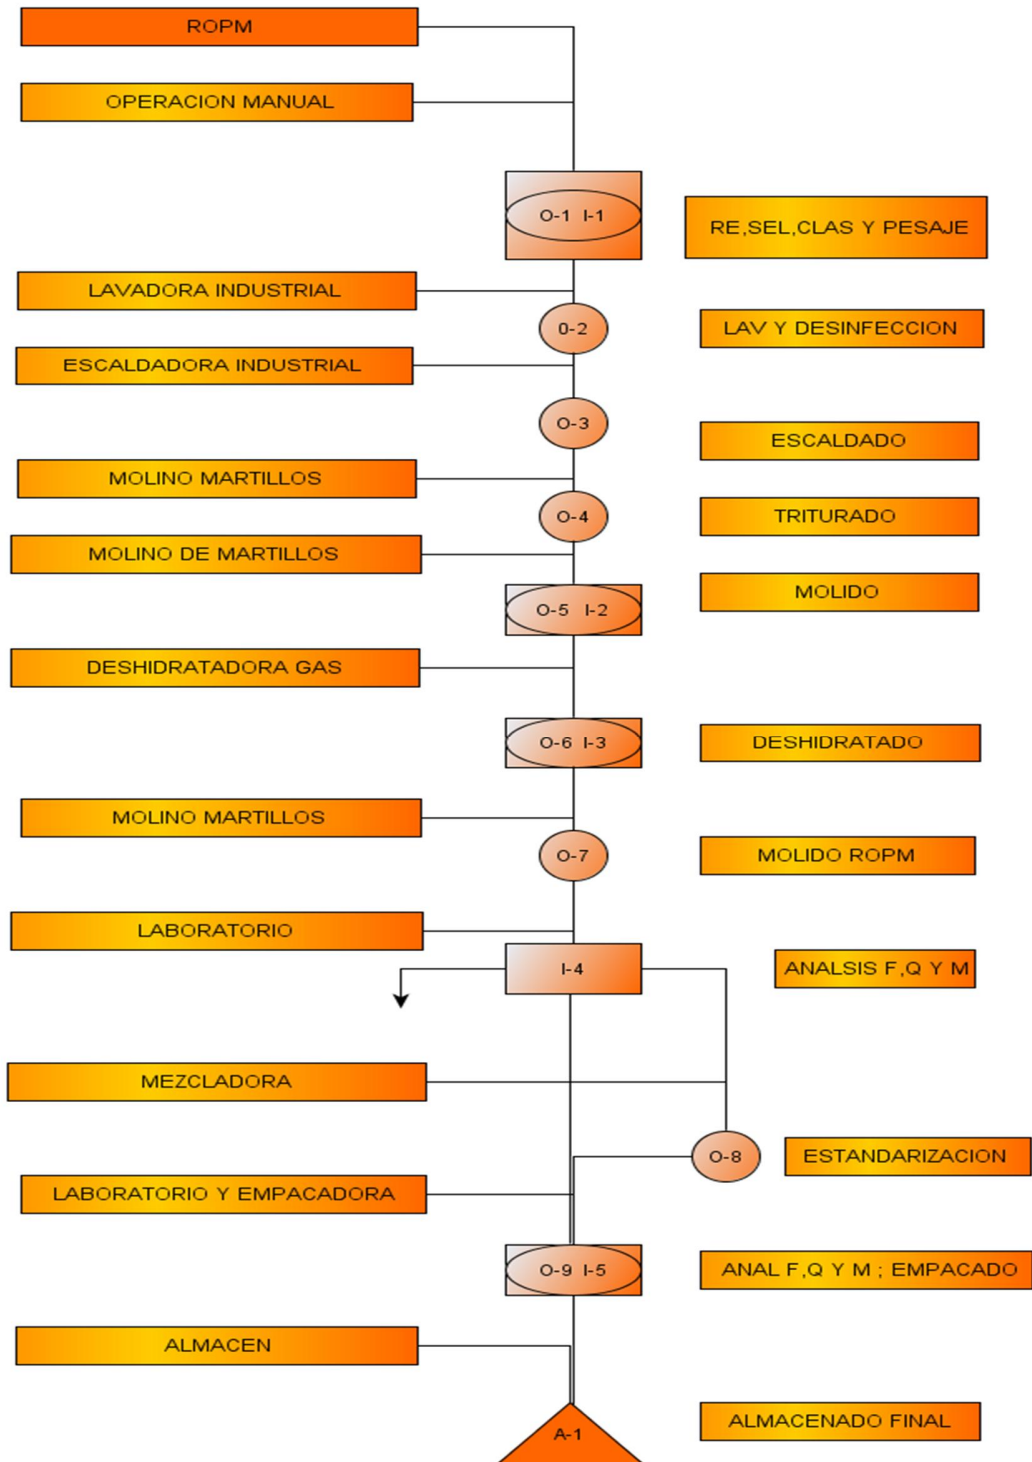 ROPM
OPERACION MANUAL
O-1 I-1
RE,SEL,CLAS Y PESAJE
LAVADORA INDUSTRIAL
0-2
LAV Y DESINFECCION
ESCALDADORA INDUSTRIAL
O-3
ESCALDADO
MOLINO MARTILLOS
O-4
TRITURADO
MOLINO DE MARTILLOS
MOLIDO
O-5 I-2
DESHIDRATADORA GAS
O-6 I-3
DESHIDRATADO
MOLINO MARTILLOS
O-7
MOLIDO ROPM
LABORATORIO
I-4
ANALSIS F,Q Y M
MEZCLADORA
O-8
ESTANDARIZACION
LABORATORIO Y EMPACADORA
O-9 I-5
ANAL F,Q Y M ; EMPACADO
ALMACEN
A-1
ALMACENADO FINAL